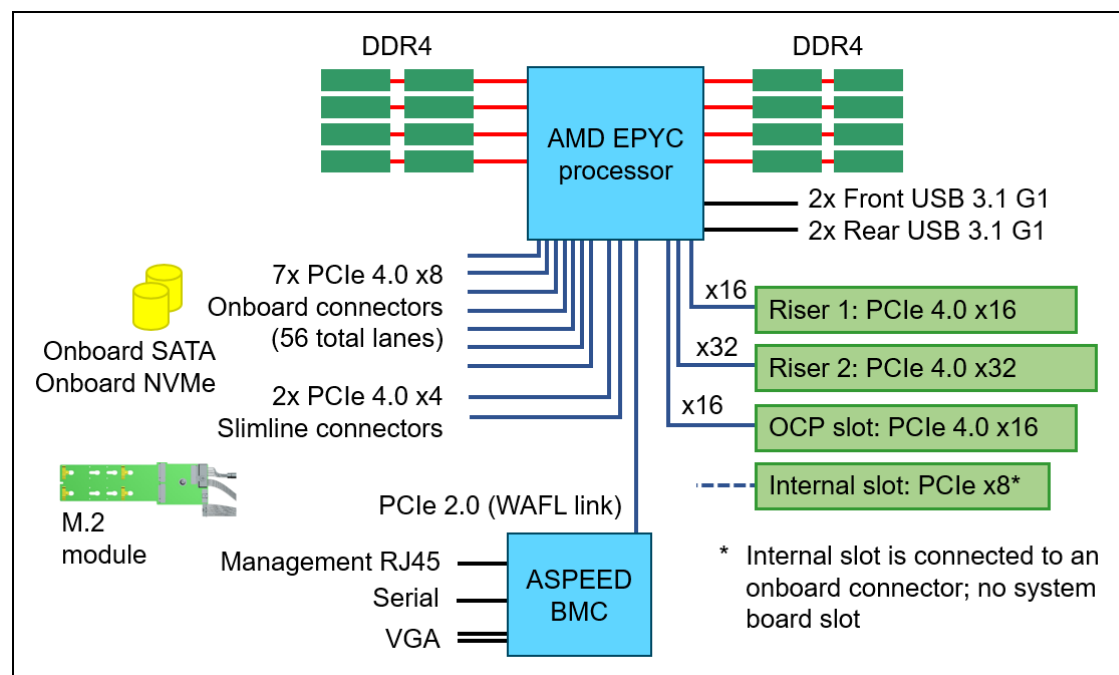 DDR4
DDR4
AMD EPYC
processor
2x Front USB 3.1 G1
2x Rear USB 3.1 G1
7x PCIe 4.0 x8
Onboard connectors
(56 total lanes)
Onboard SATA
Onboard NVMe
2x PCIe 4.0 x4
Slimline connectors
x16
Riser 1: PCIe 4.0 x16
x32
Riser 2: PCIe 4.0 x32
x16
OCP slot: PCIe 4.0 x16
Internal slot: PCIe x8*
M.2
module
PCIe 2.0 (WAFL link)
Management RJ45
Serial
VGA
ASPEED
BMC
* Internal slot is connected to an
onboard connector; no system
board slot